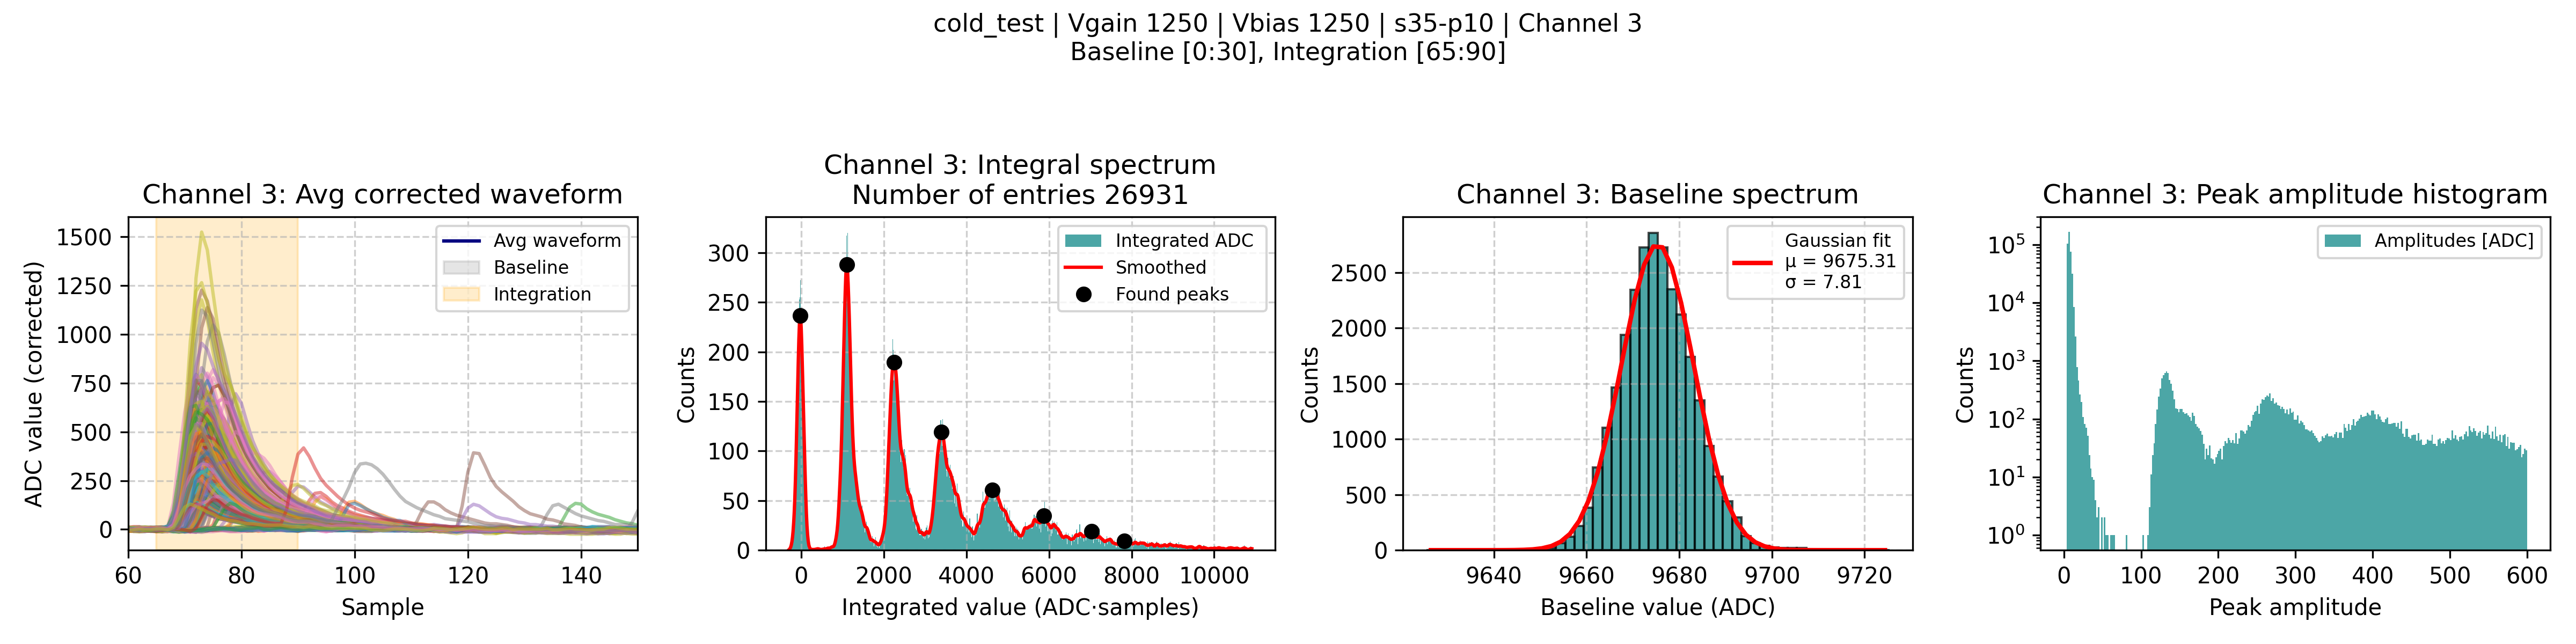 cold_test | Vgain 1250 | Vbias 1250 | s35-p10 | Channel 3
Baseline [0:30], Integration [65:90]
Channel 3: Avg corrected waveform
ADC value (corrected)
1500
1250
1000
750
500
250
0
60
80
100
120
140
Sample
Avg waveform
Baseline
Integration
Channel 3: Integral spectrum
Number of entries 26931
Counts
300
250
200
150
100
50
0
0
2000
4000
6000
8000
10000
Integrated value (ADC·samples)
Integrated ADC
Smoothed
Found peaks
Channel 3: Baseline spectrum
Counts
2500
2000
1500
1000
500
0
9640
9660
9680
9700
9720
Baseline value (ADC)
Gaussian fit
μ = 9675.31
σ = 7.81
Channel 3: Peak amplitude histogram
Counts
10⁵
10⁴
10³
10²
10¹
10⁰
0
100
200
300
400
500
600
Peak amplitude
Amplitudes [ADC]